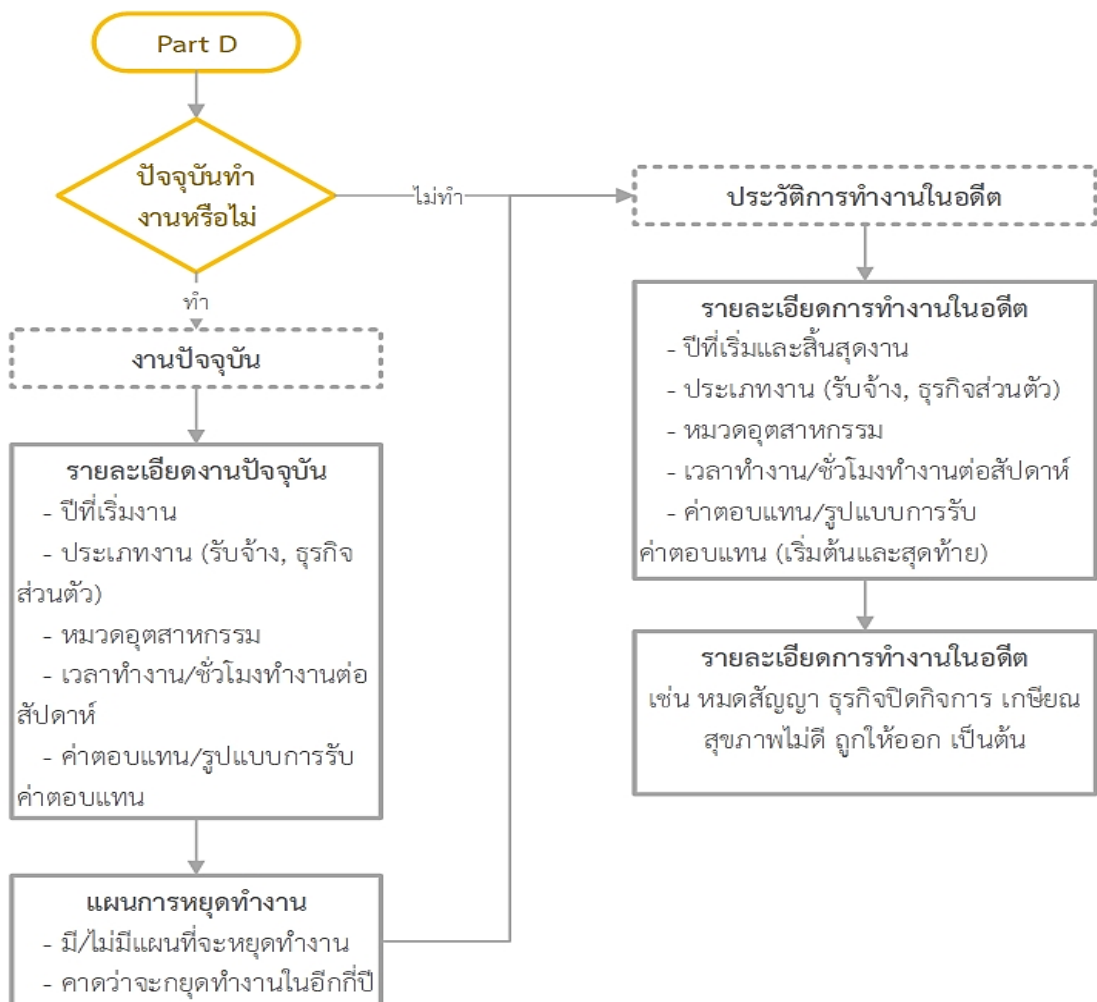 Part D
ปัจจุบันทำ
งานหรือไม่
ไม่ทำ
ทำ
งานปัจจุบัน
รายละเอียดงานปัจจุบัน
- ปีที่เริ่มงาน
- ประเภทงาน (รับจ้าง, ธุรกิจ
ส่วนตัว)
- หมวดอุตสาหกรรม
- เวลาทำงาน/ชั่วโมงทำงานต่อ
สัปดาห์
- ค่าตอบแทน/รูปแบบการรับ
ค่าตอบแทน
แผนการหยุดทำงาน
- มี/ไม่มีแผนที่จะหยุดทำงาน
- คาดว่าจะกยุดทำงานในอีกกี่ปี
ประวัติการทำงานในอดีต
รายละเอียดการทำงานในอดีต
- ปีที่เริ่มและสิ้นสุดงาน
- ประเภทงาน (รับจ้าง, ธุรกิจส่วนตัว)
- หมวดอุตสาหกรรม
- เวลาทำงาน/ชั่วโมงทำงานต่อสัปดาห์
- ค่าตอบแทน/รูปแบบการรับ
ค่าตอบแทน (เริ่มต้นและสุดท้าย)
รายละเอียดการทำงานในอดีต
เช่น หมดสัญญา ธุรกิจปิดกิจการ เกษียณ
สุขภาพไม่ดี ถูกให้ออก เป็นต้น